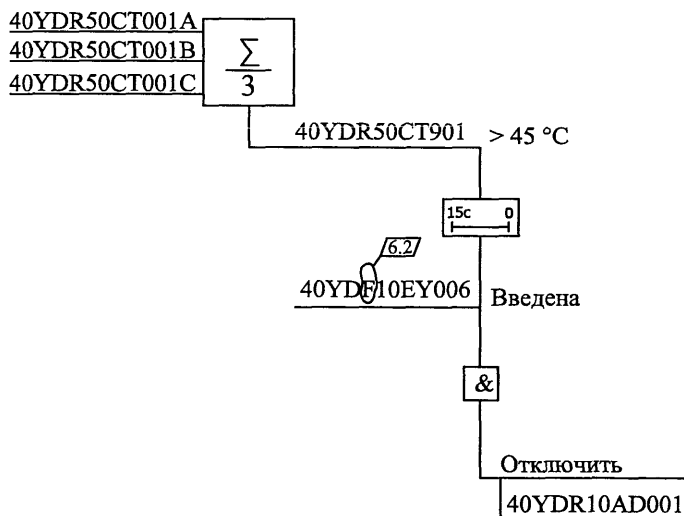 40YDR50CT001A
40YDR50CT001B
40YDR50CT001C
∑
3
40YDR50CT901 > 45 °C
15c 0
6.2
40YDF10EY006 Введена
&
Отключить
40YDR10AD001